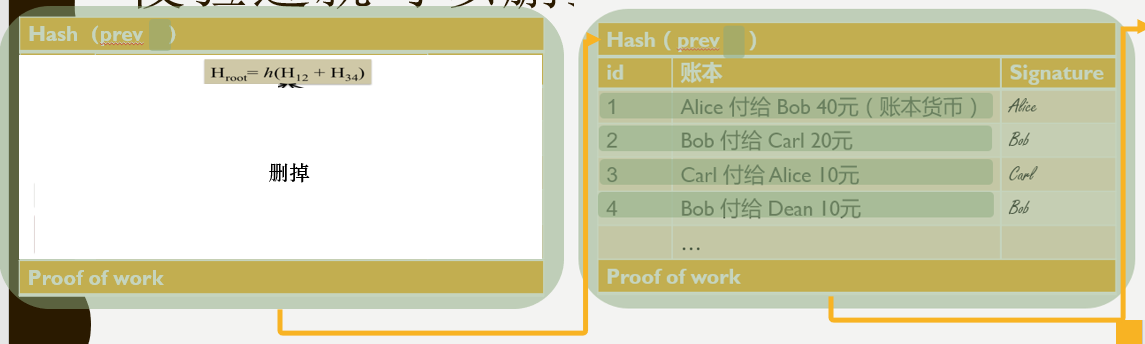 Hash（prev ）
H_root= h(H_12 + H_34)
删掉
Proof of work
Hash ( prev )
id 账本 Signature
1 Alice 付给 Bob 40元（账本货币） Alice
2 Bob 付给 Carl 20元 Bob
3 Carl 付给 Alice 10元 Carl
4 Bob 付给 Dean 10元 Bob
…
Proof of work